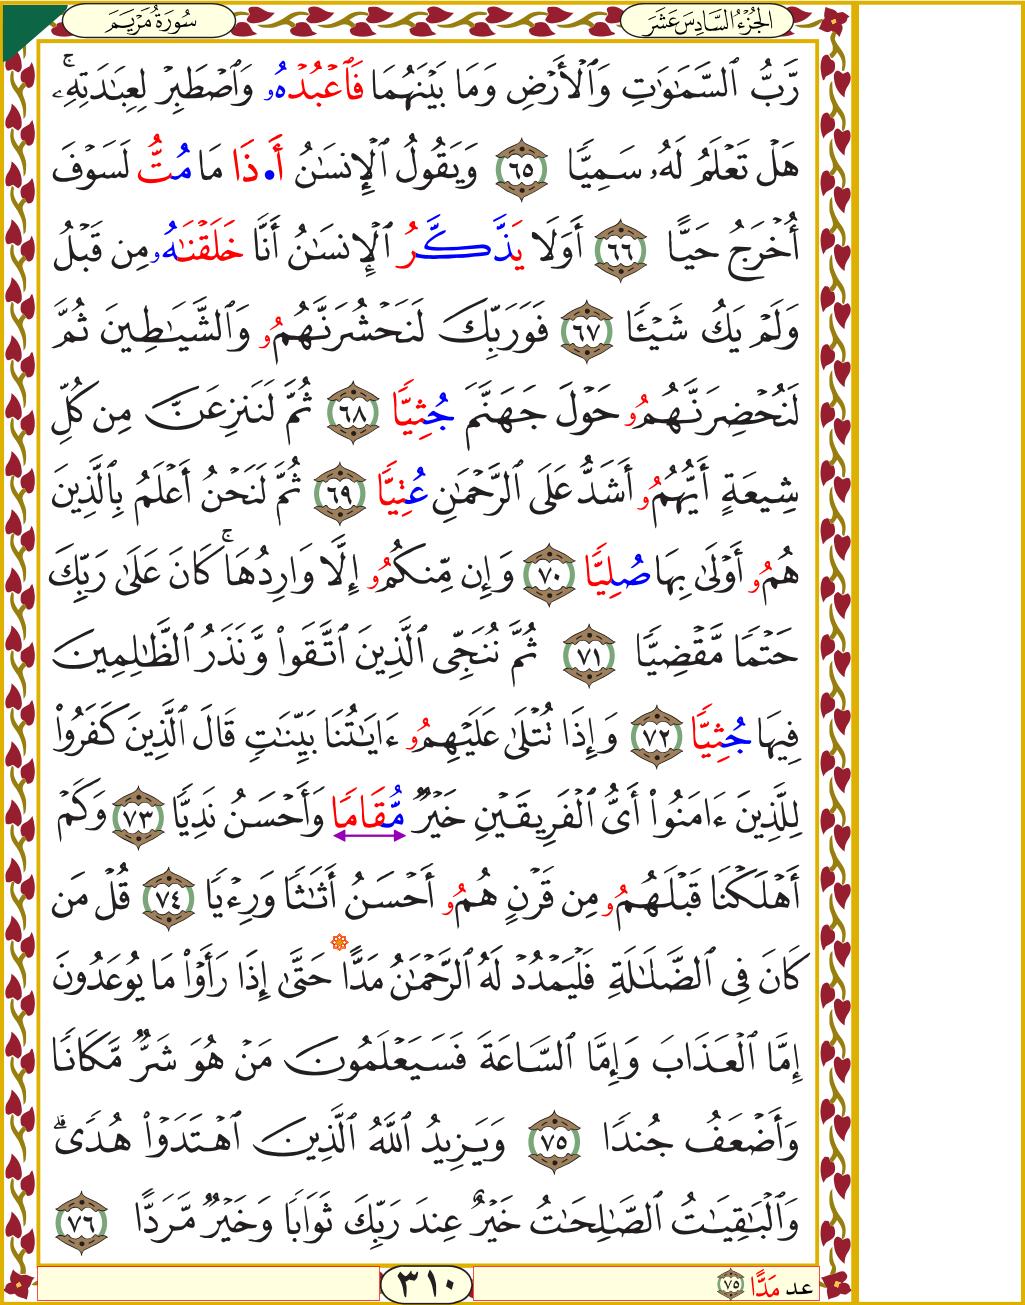 الجُزْءُ السَّادِسَ عَشَرَ
سُورَةُ مَرْيَمَ
رَّبُّ ٱلسَّمَٰوَٰتِ وَٱلْأَرْضِ وَمَا بَيْنَهُمَا فَٱعْبُدْهُۥ وَٱصْطَبِرْ لِعِبَٰدَتِهِۦۚ
هَلْ تَعْلَمُ لَهُۥ سَمِيًّا ٦٥ وَيَقُولُ ٱلْإِنسَٰنُ أَ•ذَا مَا مُتُّ لَسَوْفَ
أُخْرَجُ حَيًّا ٦٦ أَوَلَا يَذَّكَّرُ ٱلْإِنسَٰنُ أَنَّا خَلَقْنَٰهُۥ مِن قَبْلُ
وَلَمْ يَكُ شَيْـًٔا ٦٧ فَوَرَبِّكَ لَنَحْشُرَنَّهُمُۥ وَٱلشَّيَٰطِينَ ثُمَّ
لَنُحْضِرَنَّهُمُۥ حَوْلَ جَهَنَّمَ جُثِيًّا ٦٨ ثُمَّ لَنَنزِعَنَّ مِن كُلِّ
شِيعَةٍ أَيُّهُمُۥ أَشَدُّ عَلَى ٱلرَّحْمَٰنِ عُتِيًّا ٦٩ ثُمَّ لَنَحْنُ أَعْلَمُ بِٱلَّذِينَ
هُمُۥ أَوْلَىٰ بِهَا صُلِيًّا ٧٠ وَإِن مِّنكُمُۥ إِلَّا وَارِدُهَاۚ كَانَ عَلَىٰ رَبِّكَ
حَتْمًا مَّقْضِيًّا ٧١ ثُمَّ نُنَجِّى ٱلَّذِينَ ٱتَّقَوا۟ وَّنَذَرُ ٱلظَّٰلِمِينَ
فِيهَا جُثِيًّا ٧٢ وَإِذَا تُتْلَىٰ عَلَيْهِمُۥ ءَايَٰتُنَا بَيِّنَٰتٍ قَالَ ٱلَّذِينَ كَفَرُوا۟
لِلَّذِينَ ءَامَنُوا۟ أَىُّ ٱلْفَرِيقَيْنِ خَيْرٌ مُّقَامًا وَأَحْسَنُ نَدِيًّا ٧٣ وَكَمْ
أَهْلَكْنَا قَبْلَهُمُۥ مِن قَرْنٍ هُمُۥ أَحْسَنُ أَثَٰثًا وَرِءْيًا ٧٤ قُلْ مَن
كَانَ فِى ٱلضَّلَٰلَةِ فَلْيَمْدُدْ لَهُ ٱلرَّحْمَٰنُ مَدًّا حَتَّىٰ إِذَا رَأَوْا۟ مَا يُوعَدُونَ
إِمَّا ٱلْعَذَابَ وَإِمَّا ٱلسَّاعَةَ فَسَيَعْلَمُونَ مَنْ هُوَ شَرٌّ مَّكَانًا
وَأَضْعَفُ جُندًا ٧٥ وَيَزِيدُ ٱللَّهُ ٱلَّذِينَ ٱهْتَدَوْا۟ هُدًىۗ
وَٱلْبَٰقِيَٰتُ ٱلصَّٰلِحَٰتُ خَيْرٌ عِندَ رَبِّكَ ثَوَابًا وَخَيْرٌ مَّرَدًّا ٧٦
عد مَدًّا ٧٥
٣١٠